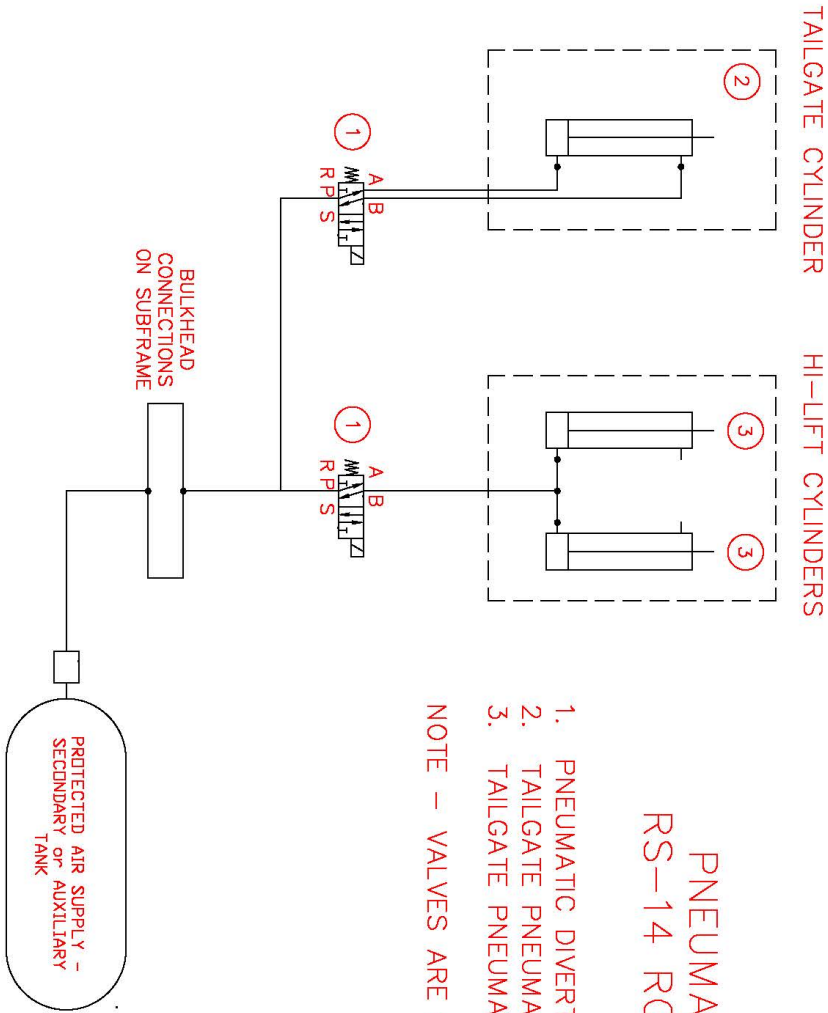 TAILGATE CYLINDER
HI-LIFT CYLINDERS
2
3
3
1
A B
R P S
1
A B
R P S
BULKHEAD
CONNECTIONS
ON SUBFRAME
PROTECTED AIR SUPPLY -
SECONDARY or AUXILIARY
TANK
PNEUMA
RS-14 RO
1. PNEUMATIC DIVERT
2. TAILGATE PNEUMA
3. TAILGATE PNEUMA
NOTE - VALVES ARE